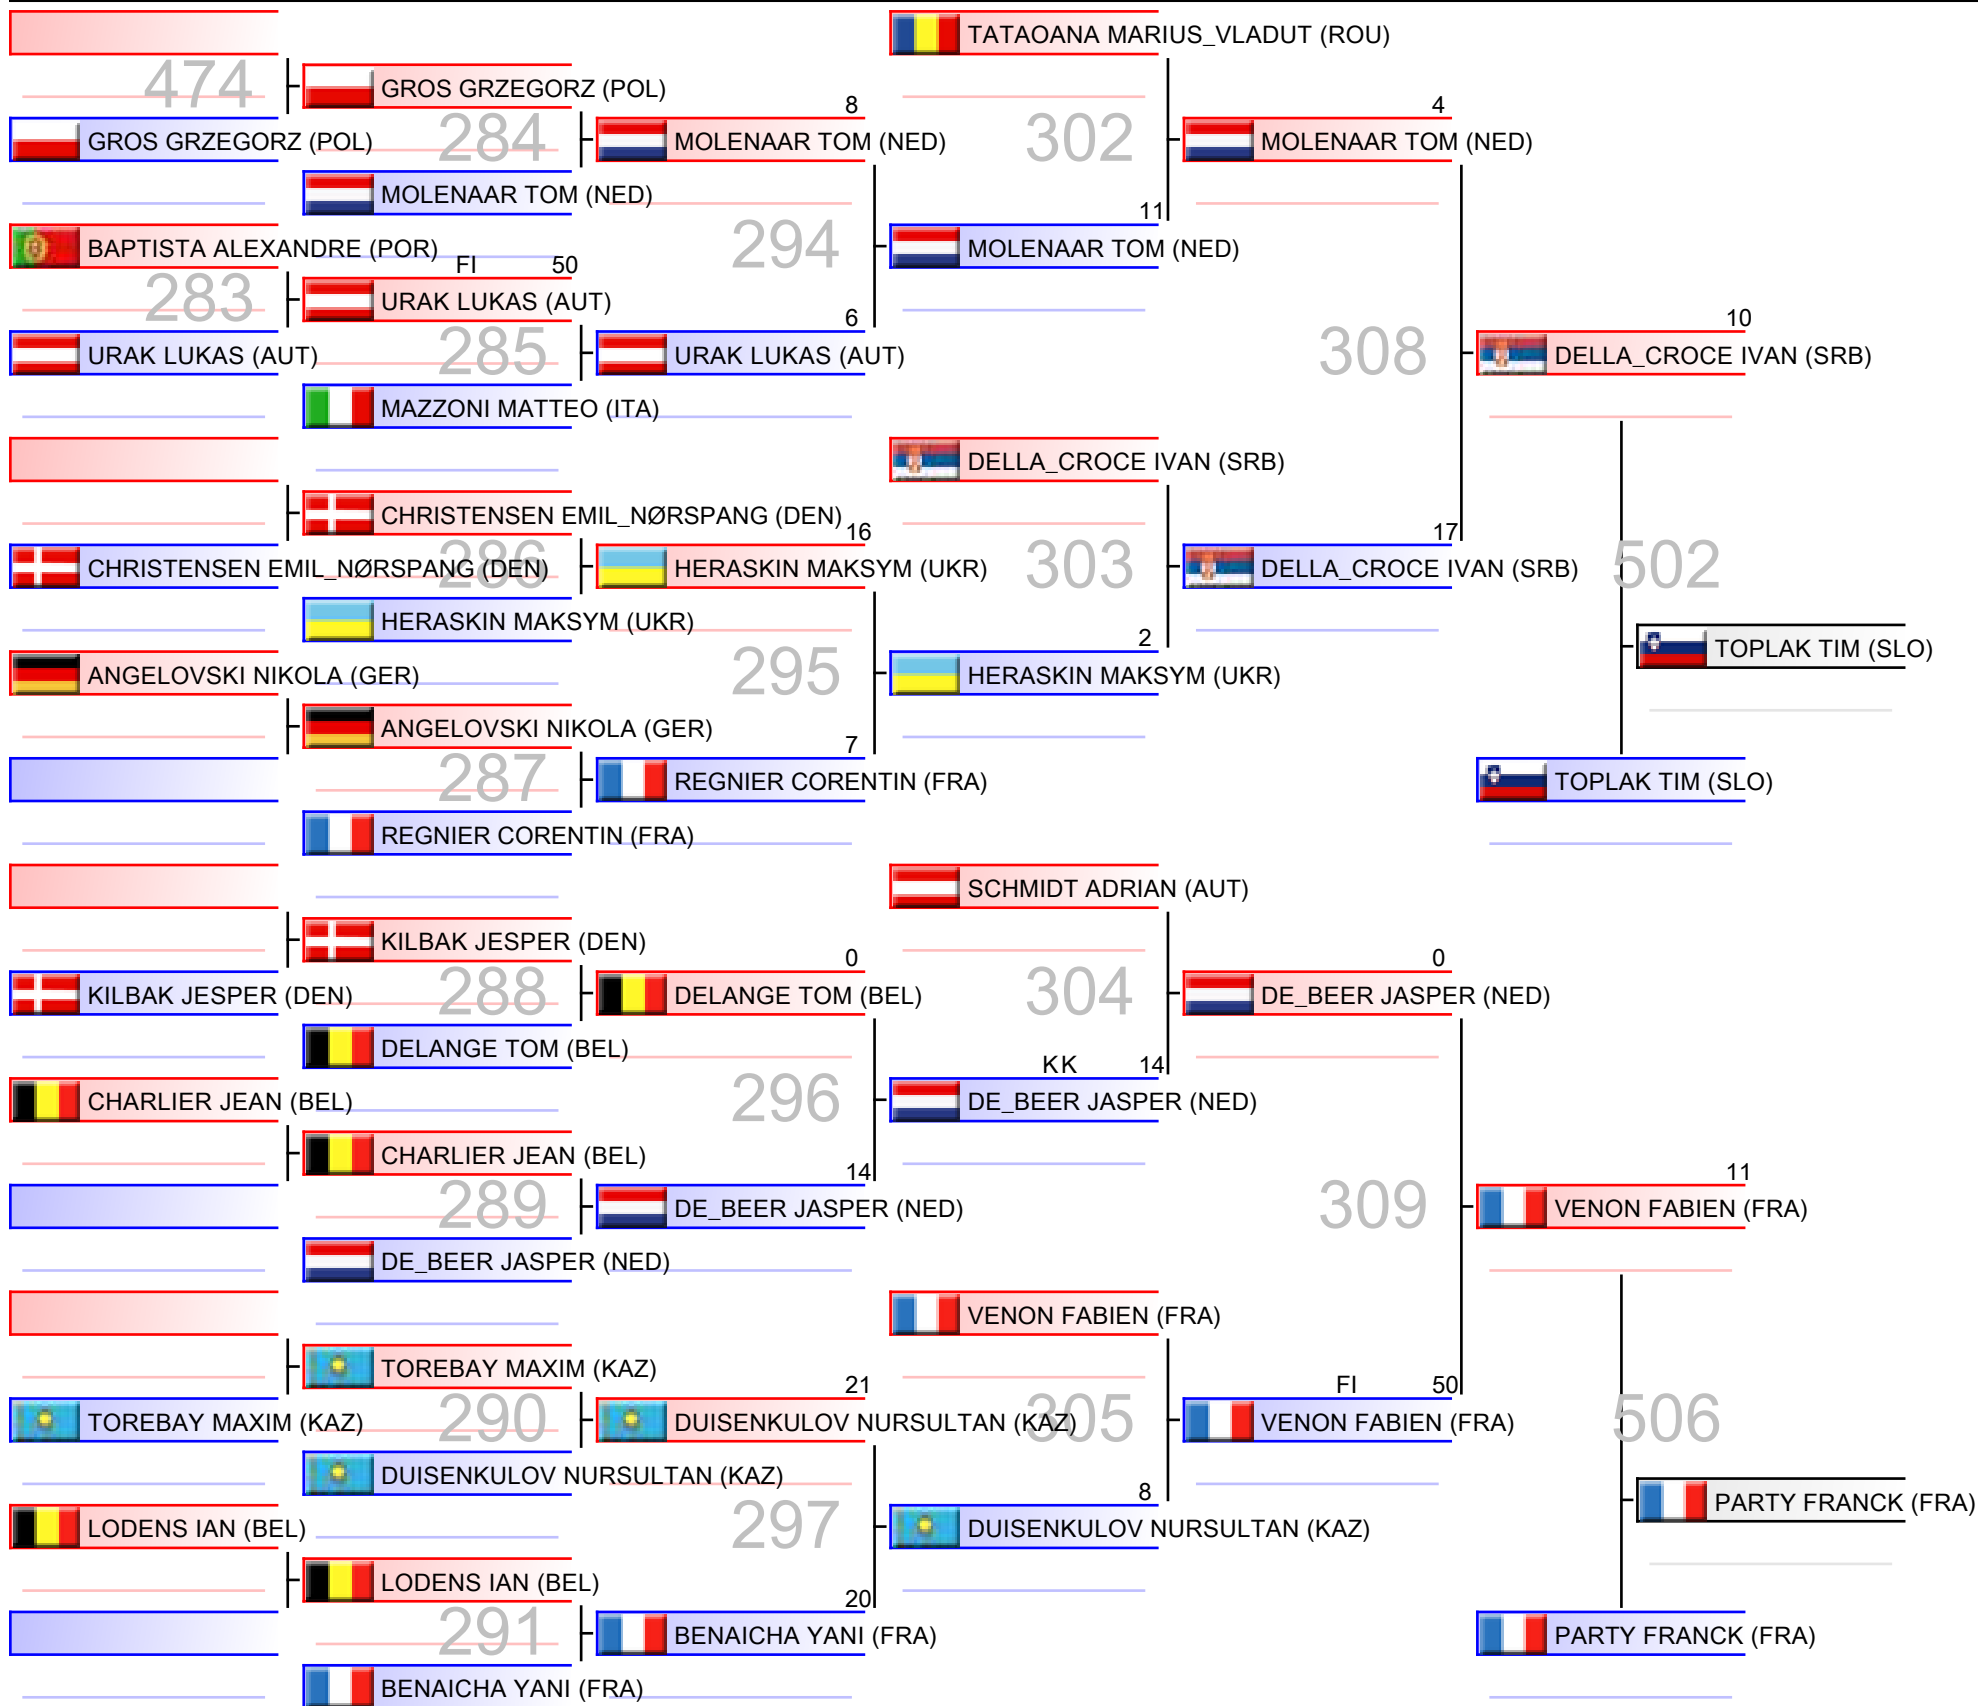 TATAOANA MARIUS_VLADUT (ROU)
474
GROS GRZEGORZ (POL)
8
4
GROS GRZEGORZ (POL)
284
MOLENAAR TOM (NED)
302
MOLENAAR TOM (NED)
MOLENAAR TOM (NED)
11
BAPTISTA ALEXANDRE (POR)
294
MOLENAAR TOM (NED)
FI 50
283
URAK LUKAS (AUT)
6
10
URAK LUKAS (AUT)
285
URAK LUKAS (AUT)
308
DELLA_CROCE IVAN (SRB)
MAZZONI MATTEO (ITA)
DELLA_CROCE IVAN (SRB)
CHRISTENSEN EMIL_NØRSPANG (DEN)
16
17
CHRISTENSEN EMIL_NØRSPANG (DEN)
286
HERASKIN MAKSYM (UKR)
303
DELLA_CROCE IVAN (SRB)
502
HERASKIN MAKSYM (UKR)
2
TOPLAK TIM (SLO)
ANGELOVSKI NIKOLA (GER)
295
HERASKIN MAKSYM (UKR)
ANGELOVSKI NIKOLA (GER)
7
287
REGNIER CORENTIN (FRA)
TOPLAK TIM (SLO)
REGNIER CORENTIN (FRA)
SCHMIDT ADRIAN (AUT)
KILBAK JESPER (DEN)
0
0
KILBAK JESPER (DEN)
288
DELANGE TOM (BEL)
304
DE_BEER JASPER (NED)
DELANGE TOM (BEL)
KK 14
CHARLIER JEAN (BEL)
296
DE_BEER JASPER (NED)
CHARLIER JEAN (BEL)
14
11
289
DE_BEER JASPER (NED)
309
VENON FABIEN (FRA)
DE_BEER JASPER (NED)
VENON FABIEN (FRA)
TOREBAY MAXIM (KAZ)
21
FI 50
TOREBAY MAXIM (KAZ)
290
DUISENKULOV NURSULTAN (KAZ)
305
VENON FABIEN (FRA)
506
DUISENKULOV NURSULTAN (KAZ)
8
PARTY FRANCK (FRA)
LODENS IAN (BEL)
297
DUISENKULOV NURSULTAN (KAZ)
LODENS IAN (BEL)
20
291
BENAICHA YANI (FRA)
PARTY FRANCK (FRA)
BENAICHA YANI (FRA)